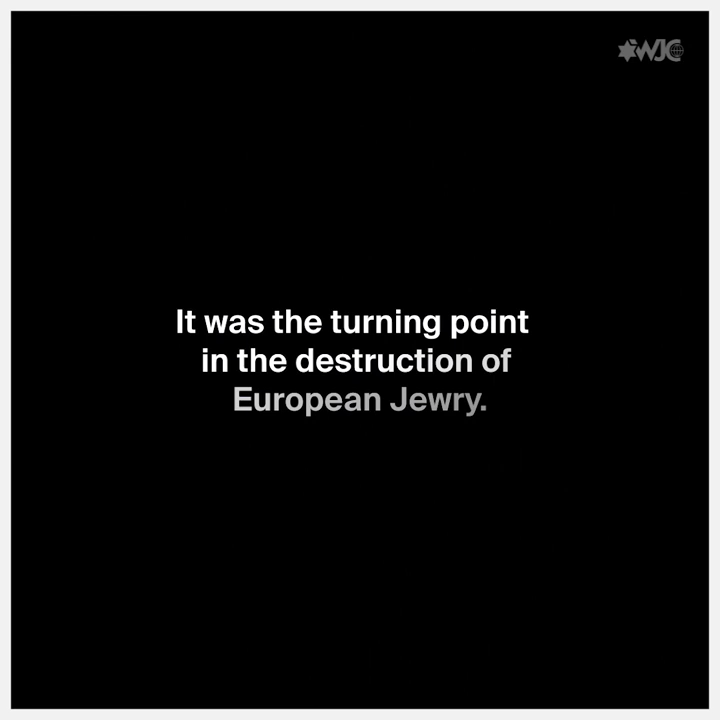 WJC
It was the turning point
in the destruction of
European Jewry.